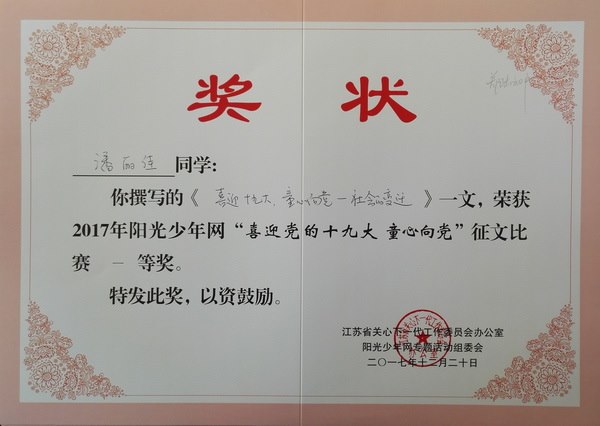 奖状
潘丽莲 同学:
你撰写的《 喜迎十九大,童心向党—社会的变迁 》一文,荣获
2017年阳光少年网“喜迎党的十九大 童心向党”征文比
赛 一 等奖。
特发此奖,以资鼓励。
江苏省关心下一代工作委员会办公室
阳光少年网专题活动组委会
二〇一七年十二月二十日